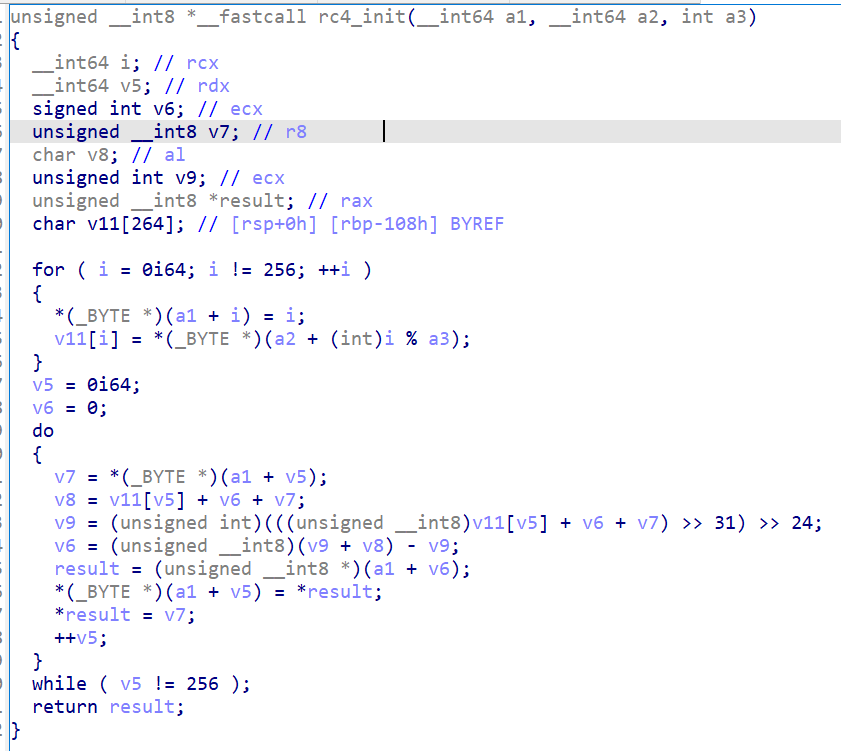 unsigned __int8 *__fastcall rc4_init(__int64 a1, __int64 a2, int a3)
{
  __int64 i; // rcx
  __int64 v5; // rdx
  signed int v6; // ecx
  unsigned __int8 v7; // r8
  char v8; // al
  unsigned int v9; // ecx
  unsigned __int8 *result; // rax
  char v11[264]; // [rsp+0h] [rbp-108h] BYREF

  for ( i = 0i64; i != 256; ++i )
  {
    *(_BYTE *)(a1 + i) = i;
    v11[i] = *(_BYTE *)(a2 + (int)i % a3);
  }
  v5 = 0i64;
  v6 = 0;
  do
  {
    v7 = *(_BYTE *)(a1 + v5);
    v8 = v11[v5] + v6 + v7;
    v9 = (unsigned int)(((unsigned __int8)v11[v5] + v6 + v7) >> 31) >> 24;
    v6 = (unsigned __int8)(v9 + v8) - v9;
    result = (unsigned __int8 *)(a1 + v6);
    *(_BYTE *)(a1 + v5) = *result;
    *result = v7;
    ++v5;
  }
  while ( v5 != 256 );
  return result;
}